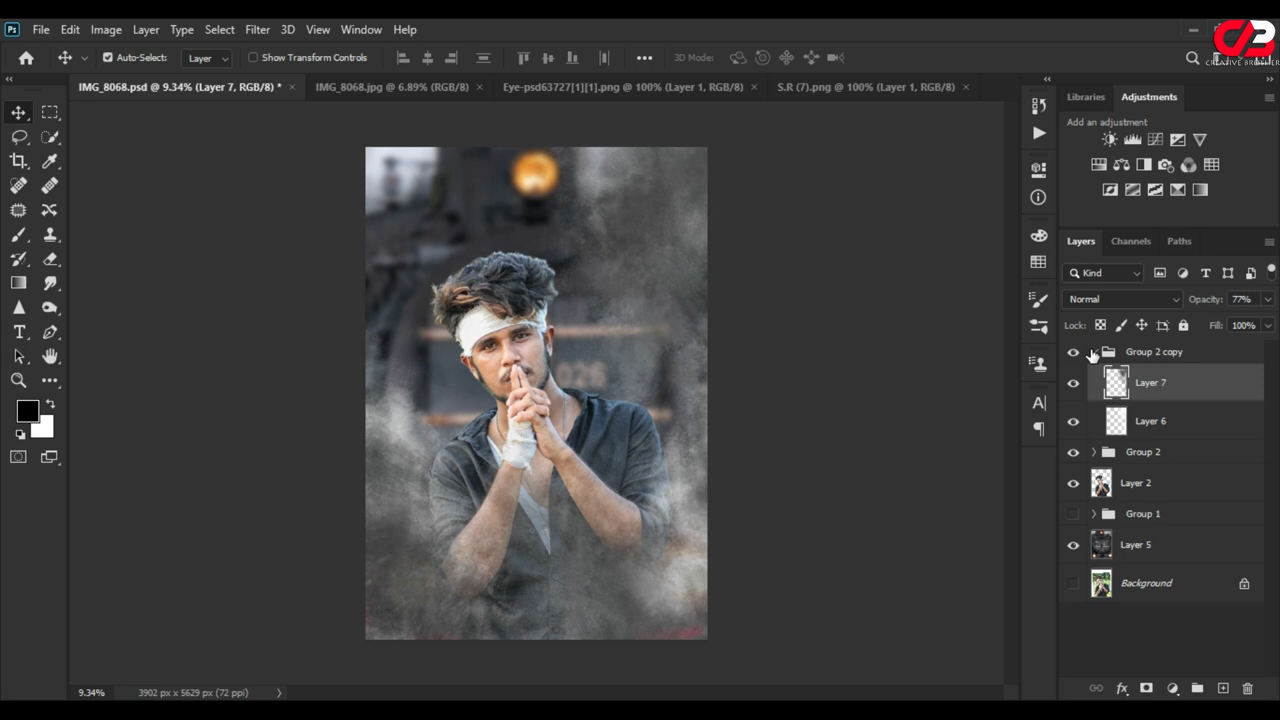 Ps File Edit Image Layer Type Select Filter 3D View Window Help
CREATIVE BROTHER
Auto-Select: Layer Show Transform Controls 3D Mode:
IMG_8068.psd @ 9.34% (Layer 7, RGB/8) * IMG_8068.jpg @ 6.89% (RGB/8) Eye-psd63727[1][1].png @ 100% (Layer 1, RGB/8) S.R (7).png @ 100% (Layer 1, RGB/8)
Libraries Adjustments
Add an adjustment
Layers Channels Paths
Kind
Normal Opacity: 77%
Lock: Fill: 100%
Group 2 copy
Layer 7
Layer 6
Group 2
Layer 2
Group 1
Layer 5
Background
026
9.34% 3902 px x 5629 px (72 ppi)